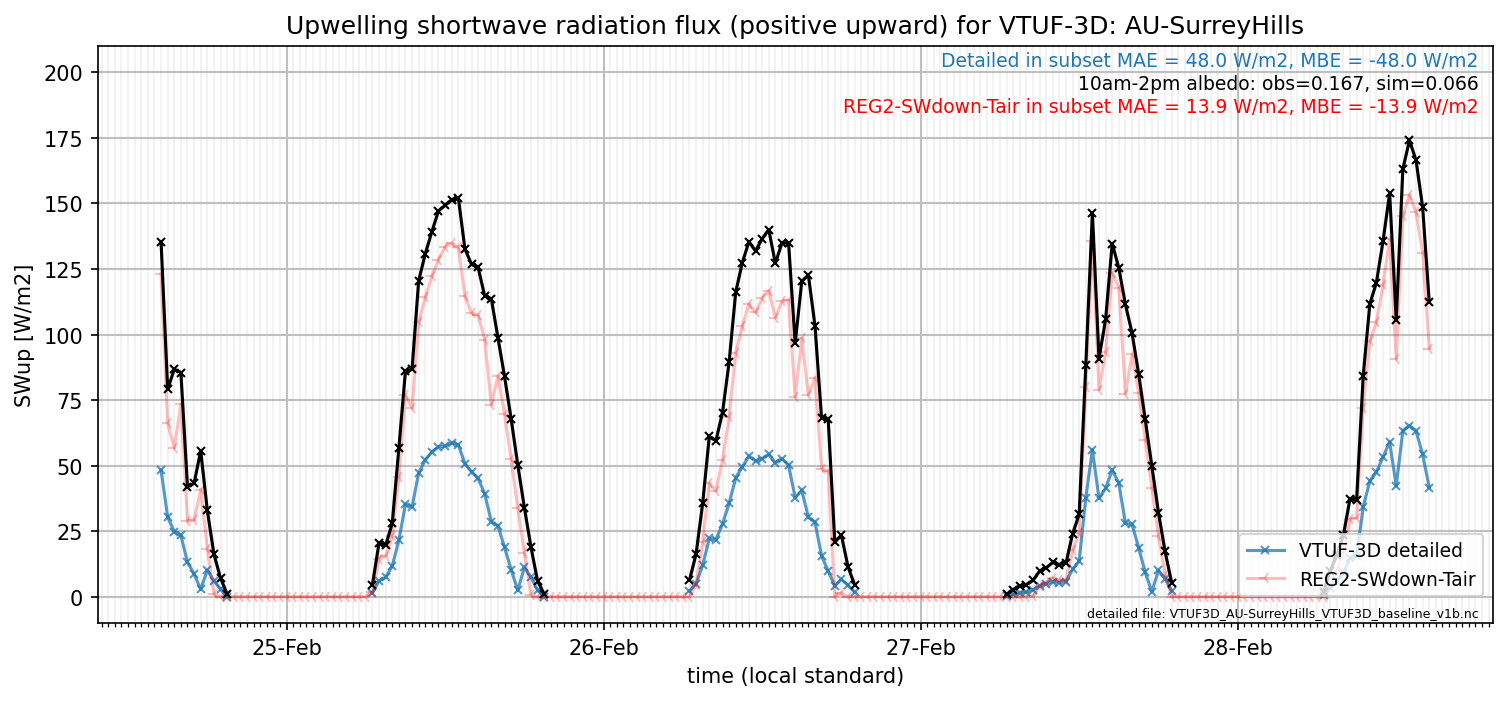 Upwelling shortwave radiation flux (positive upward) for VTUF-3D: AU-SurreyHills
Detailed in subset MAE = 48.0 W/m2, MBE = -48.0 W/m2
10am-2pm albedo: obs=0.167, sim=0.066
REG2-SWdown-Tair in subset MAE = 13.9 W/m2, MBE = -13.9 W/m2
SWup [W/m2]
200
175
150
125
100
75
50
25
0
VTUF-3D detailed
REG2-SWdown-Tair
detailed file: VTUF3D_AU-SurreyHills_VTUF3D_baseline_v1b.nc
25-Feb
26-Feb
27-Feb
28-Feb
time (local standard)